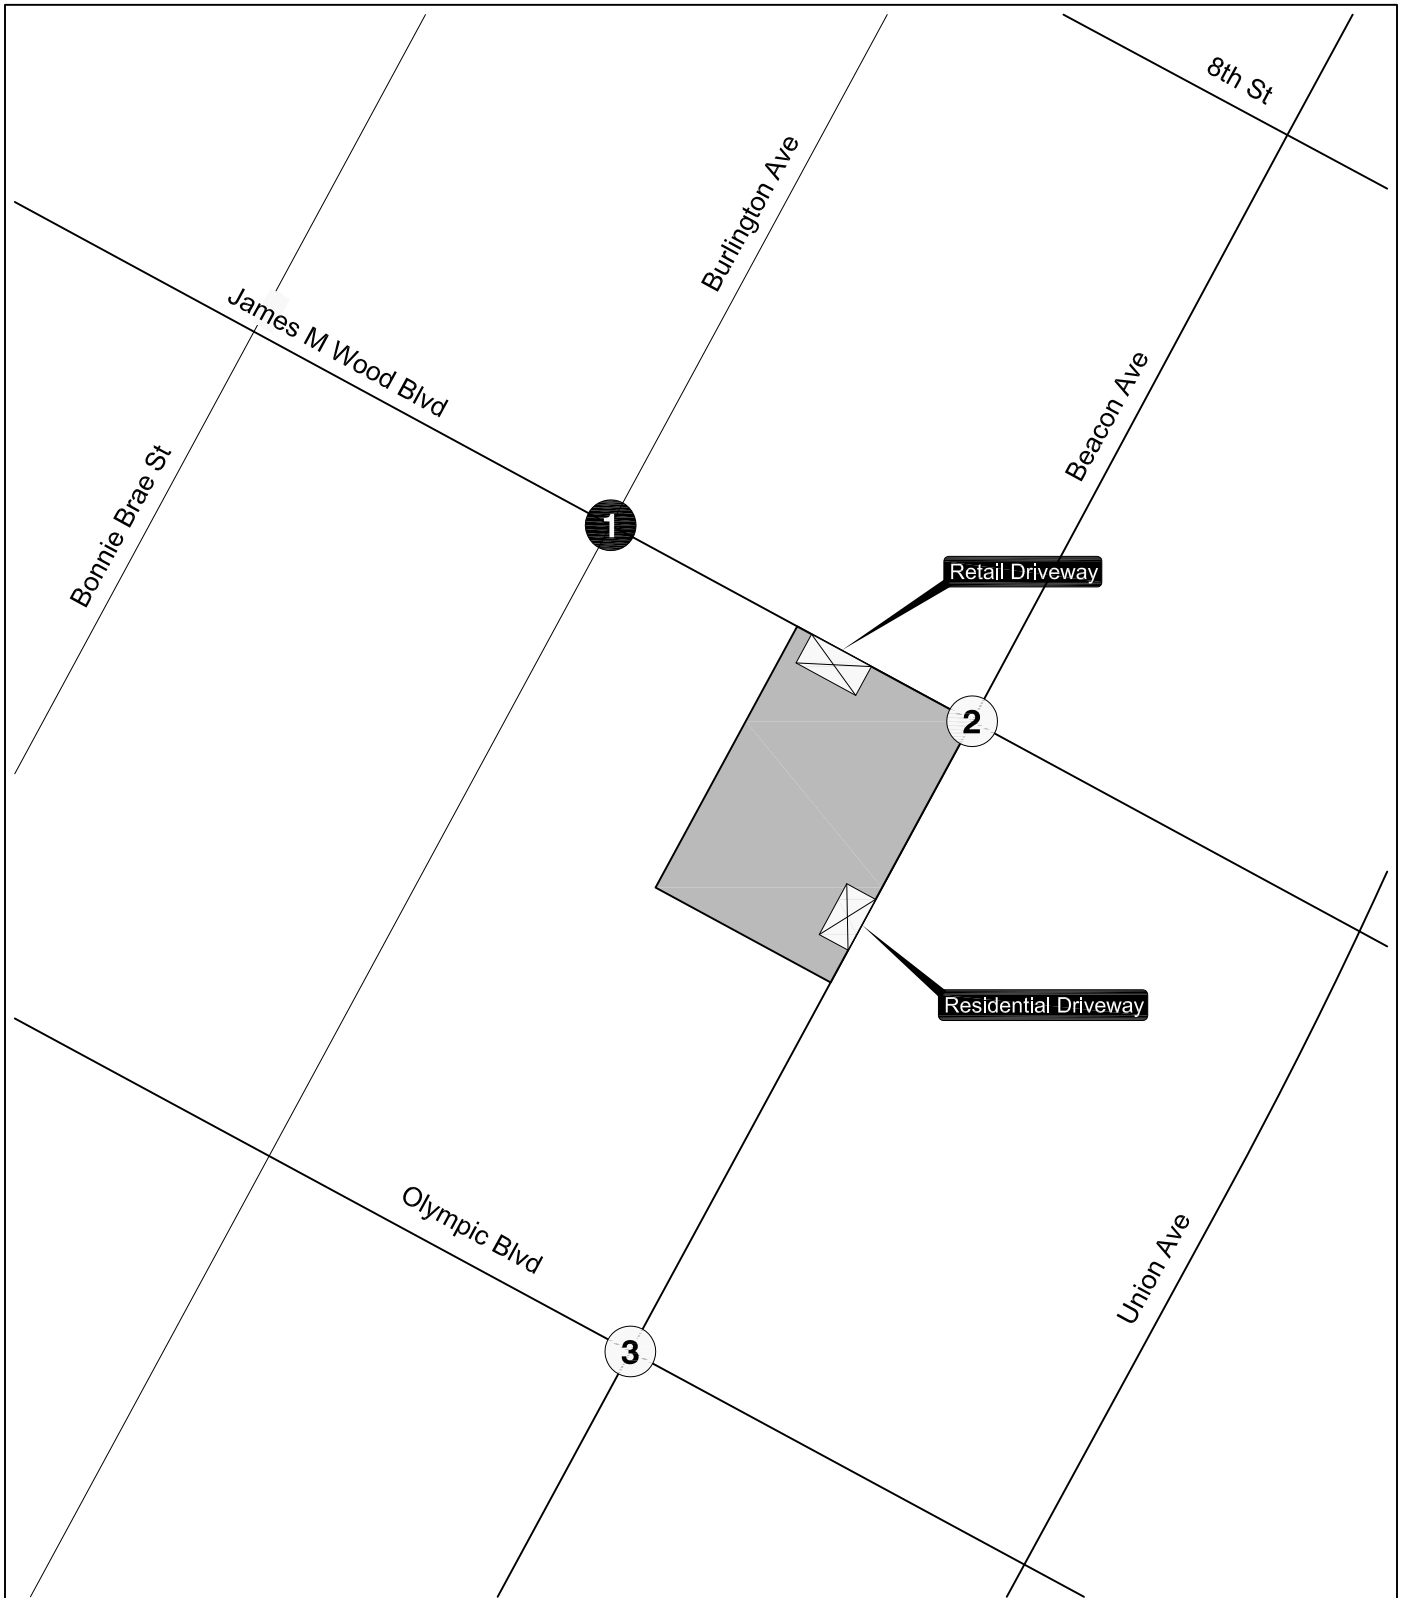 8th St
Burlington Ave
James M Wood Blvd
Beacon Ave
Bonnie Brae St
1
Retail Driveway
2
Residential Driveway
Olympic Blvd
Union Ave
3